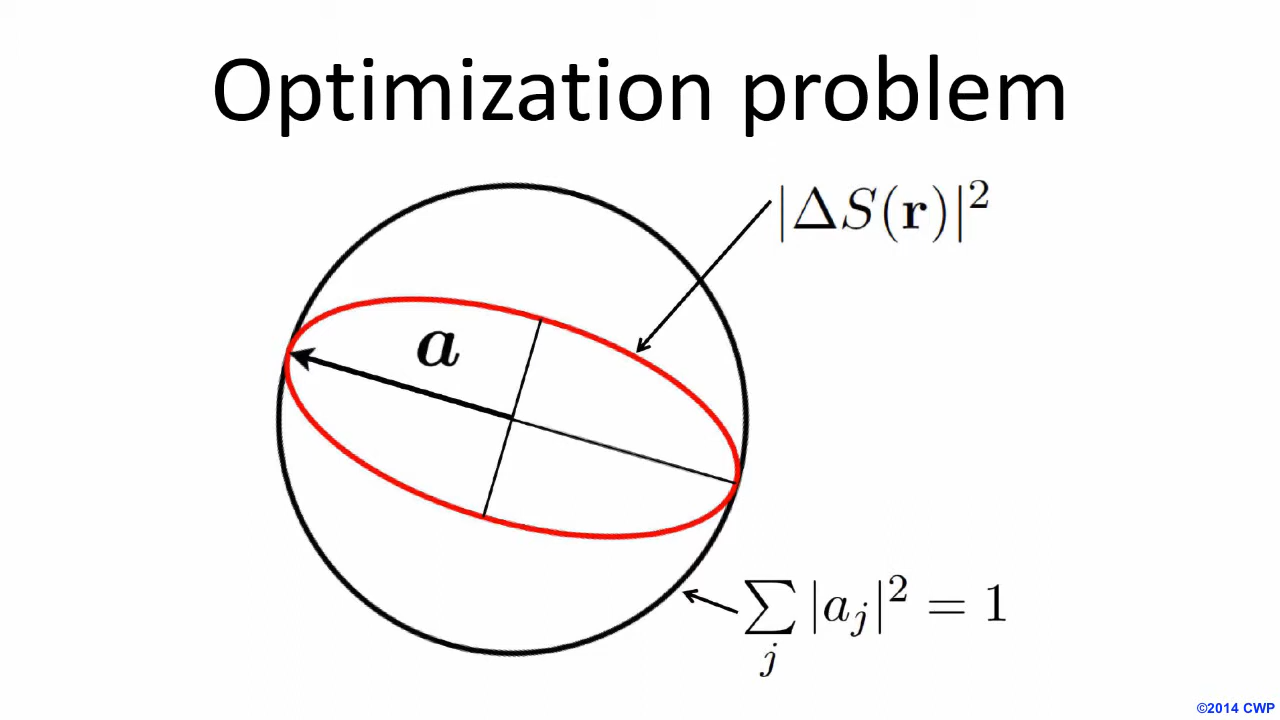 Optimization problem
|ΔS(𝐫)|²
𝒂
∑ⱼ |aⱼ|² = 1
©2014 CWP